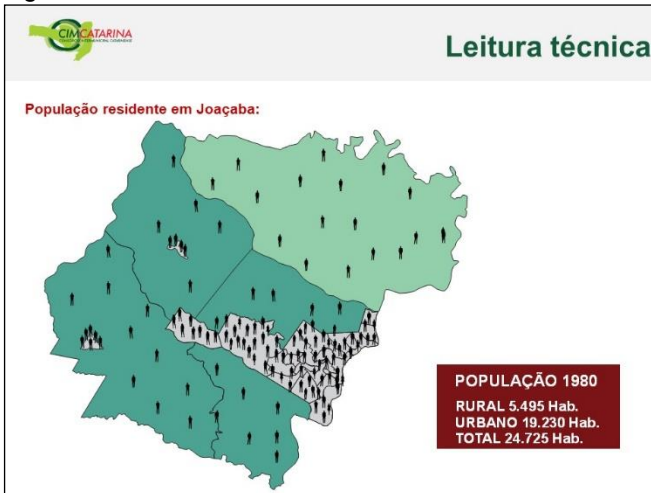 CIMCATARINA
Leitura técnica
População residente em Joaçaba:
POPULAÇÃO 1980
RURAL 5.495 Hab.
URBANO 19.230 Hab.
TOTAL 24.725 Hab.